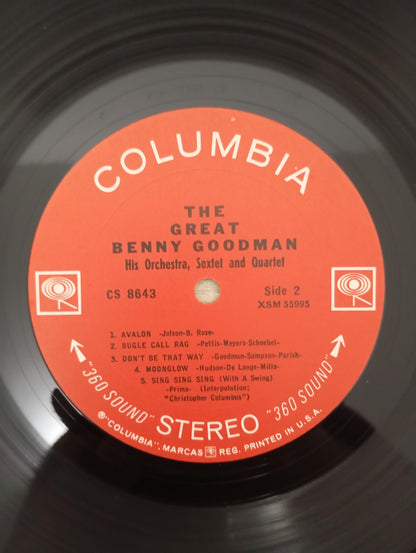 COLUMBIA
THE
GREAT
BENNY GOODMAN
His Orchestra, Sextet and Quartet
CS 8643
Side 2
XSM 55995
1. AVALON -Jolson-B. Rose-
2. BUGLE CALL RAG -Pettis-Meyers-Schoebel-
3. DON'T BE THAT WAY -Goodman-Sampson-Parish-
4. MOONGLOW -Hudson-De Lange-Mills-
5. SING SING SING (With A Swing)
-Prima- (Interpolation:
"Christopher Columbus")
"360 SOUND" STEREO "360 SOUND"
® "COLUMBIA", MARCAS REG. PRINTED IN U.S.A.